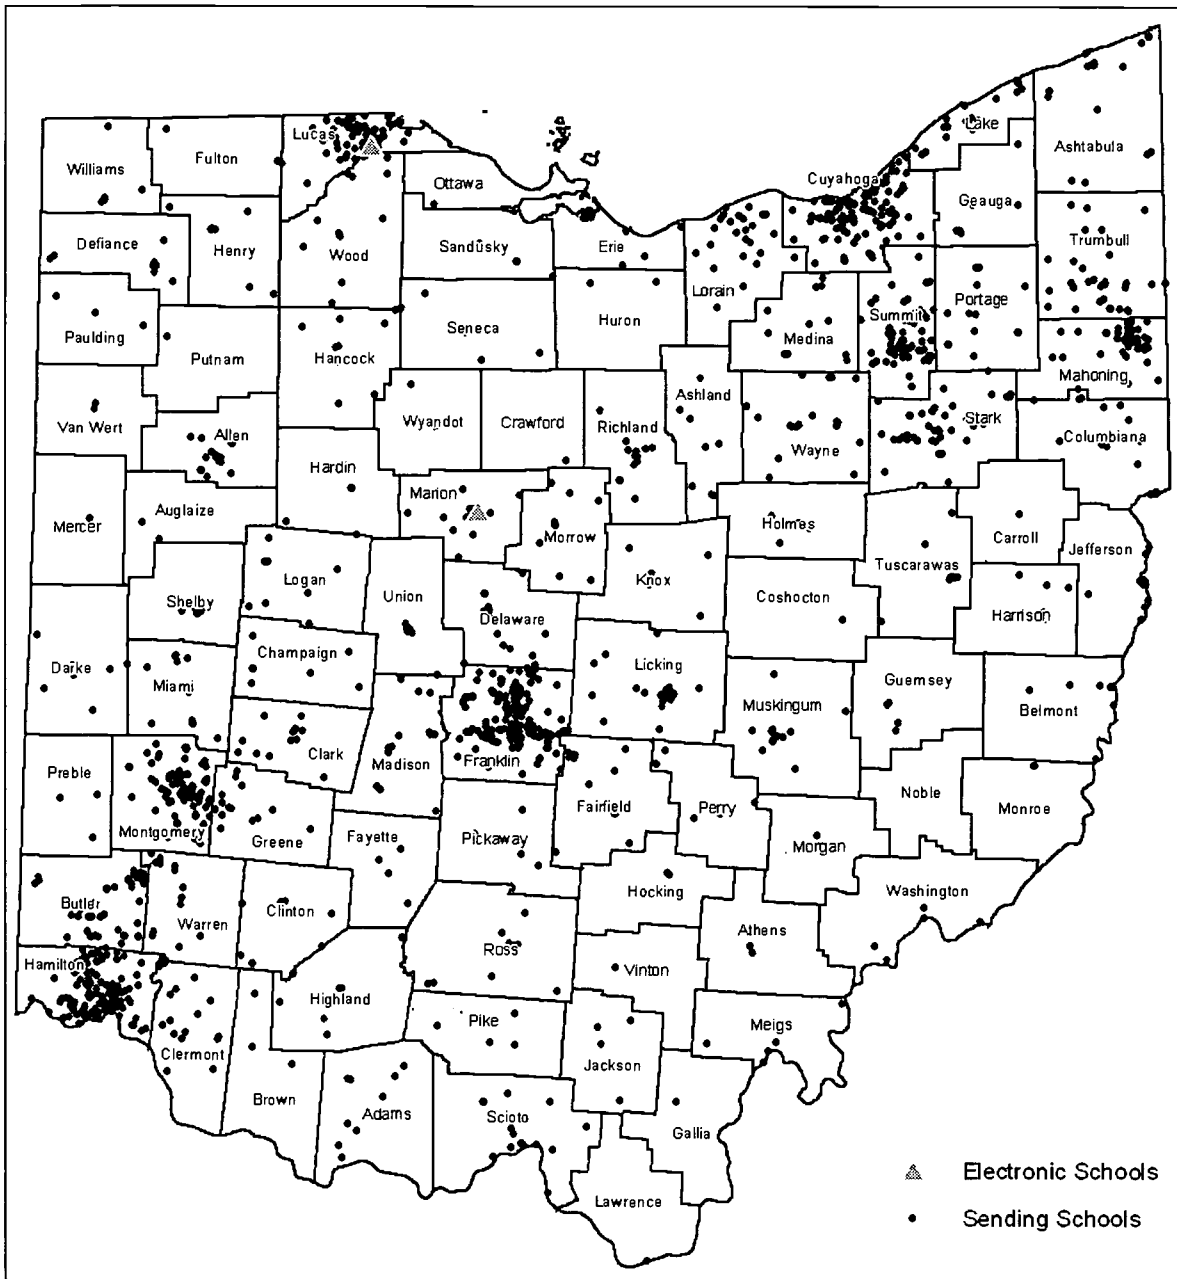 Lucas
Lake
Williams
Fulton
Ashtabula
Ottawa
Cuyahoga
Geauga
Defiance
Henry
Wood
Sandusky
Erie
Trumbull
Lorain
Portage
Paulding
Putnam
Hancock
Seneca
Huron
Medina
Summit
Mahoning
Van Wert
Allen
Wyandot
Crawford
Richland
Ashland
Wayne
Stark
Columbiana
Hardin
Marion
Mercer
Auglaize
Morrow
Holmes
Carroll
Jefferson
Logan
Union
Knox
Tuscarawas
Shelby
Delaware
Coshocton
Harrison
Darke
Miami
Champaign
Licking
Guernsey
Muskingum
Belmont
Clark
Madison
Franklin
Preble
Fairfield
Perry
Noble
Monroe
Montgomery
Greene
Fayette
Pickaway
Morgan
Butler
Warren
Clinton
Hocking
Washington
Hamilton
Ross
Vinton
Athens
Highland
Pike
Meigs
Clermont
Jackson
Brown
Adams
Scioto
Gallia
Lawrence
Electronic Schools
Sending Schools